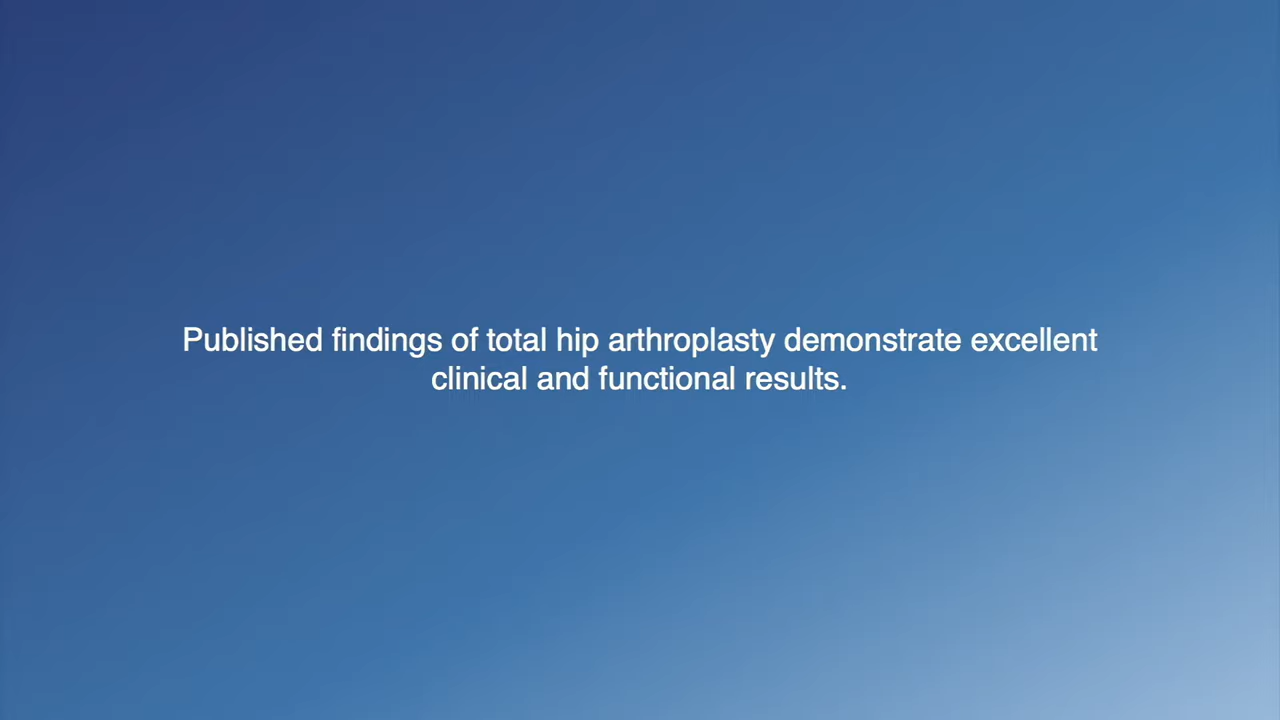 Published findings of total hip arthroplasty demonstrate excellent
clinical and functional results.